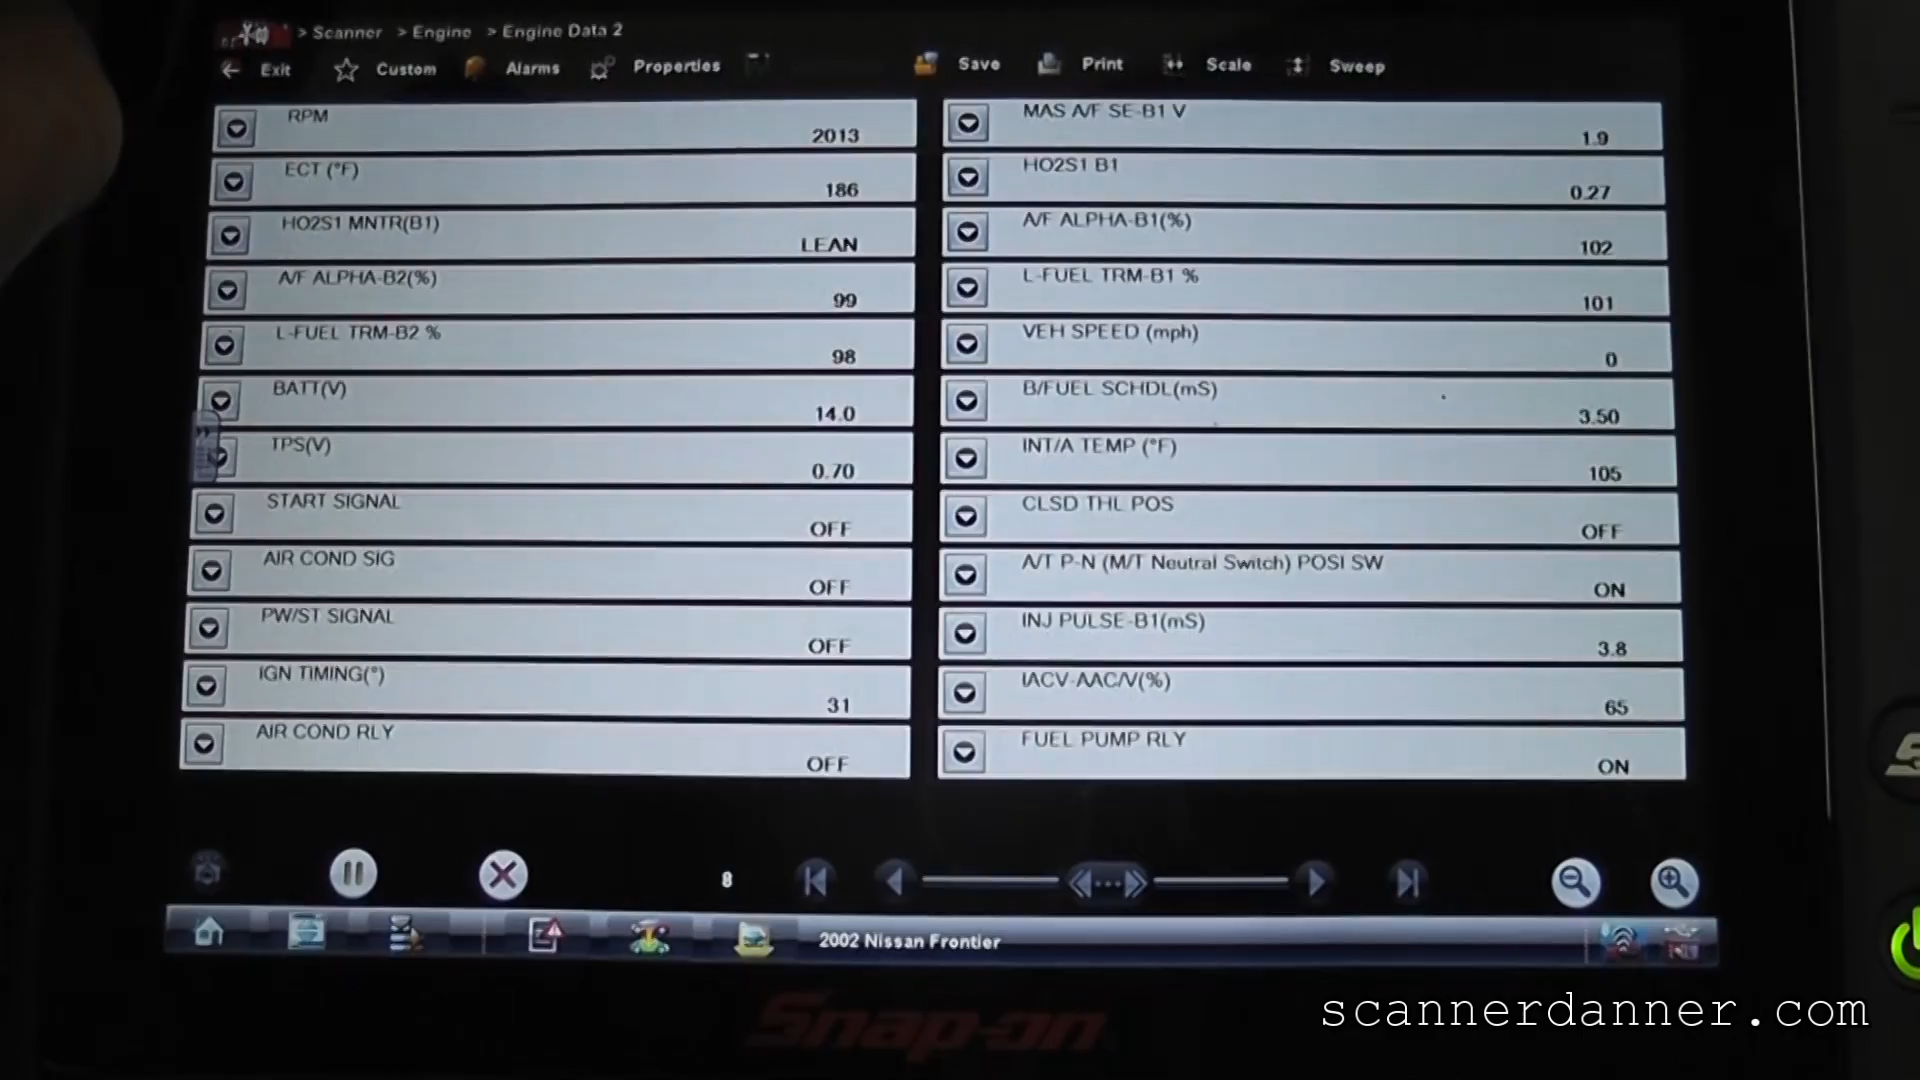 > Scanner > Engine > Engine Data 2
Exit Custom Alarms Properties Save Print Scale Sweep
RPM 2013
MAS A/F SE-B1 V 1.9
ECT (°F) 186
HO2S1 B1 0.27
HO2S1 MNTR(B1) LEAN
A/F ALPHA-B1(%) 102
A/F ALPHA-B2(%) 99
L-FUEL TRM-B1 % 101
L-FUEL TRM-B2 % 98
VEH SPEED (mph) 0
BATT(V) 14.0
B/FUEL SCHDL(mS) 3.50
TPS(V) 0.70
INT/A TEMP (°F) 105
START SIGNAL OFF
CLSD THL POS OFF
AIR COND SIG OFF
A/T P-N (M/T Neutral Switch) POSI SW ON
PW/ST SIGNAL OFF
INJ PULSE-B1(mS) 3.8
IGN TIMING(°) 31
IACV-AAC/V(%) 65
AIR COND RLY OFF
FUEL PUMP RLY ON
8
2002 Nissan Frontier
Snap-on
scannerdanner.com